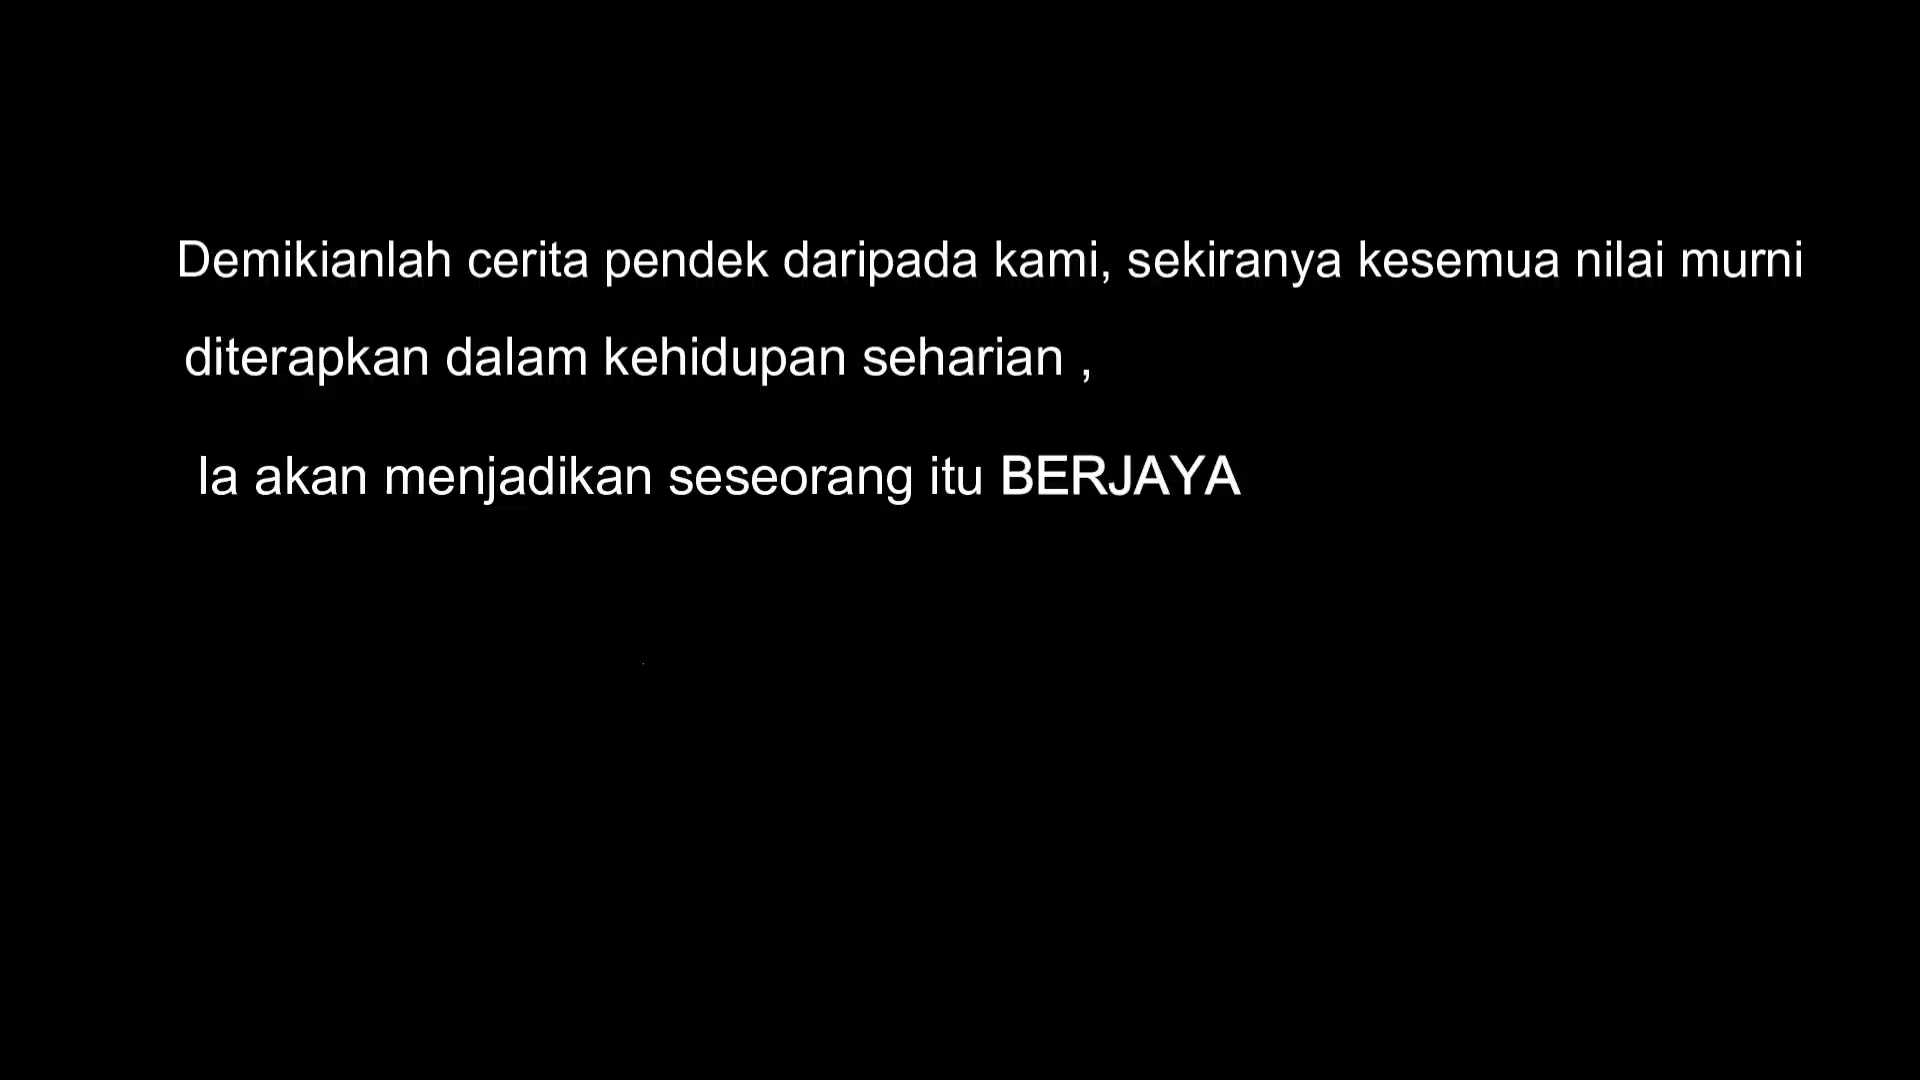 Demikianlah cerita pendek daripada kami, sekiranya kesemua nilai murni
diterapkan dalam kehidupan seharian ,
Ia akan menjadikan seseorang itu BERJAYA